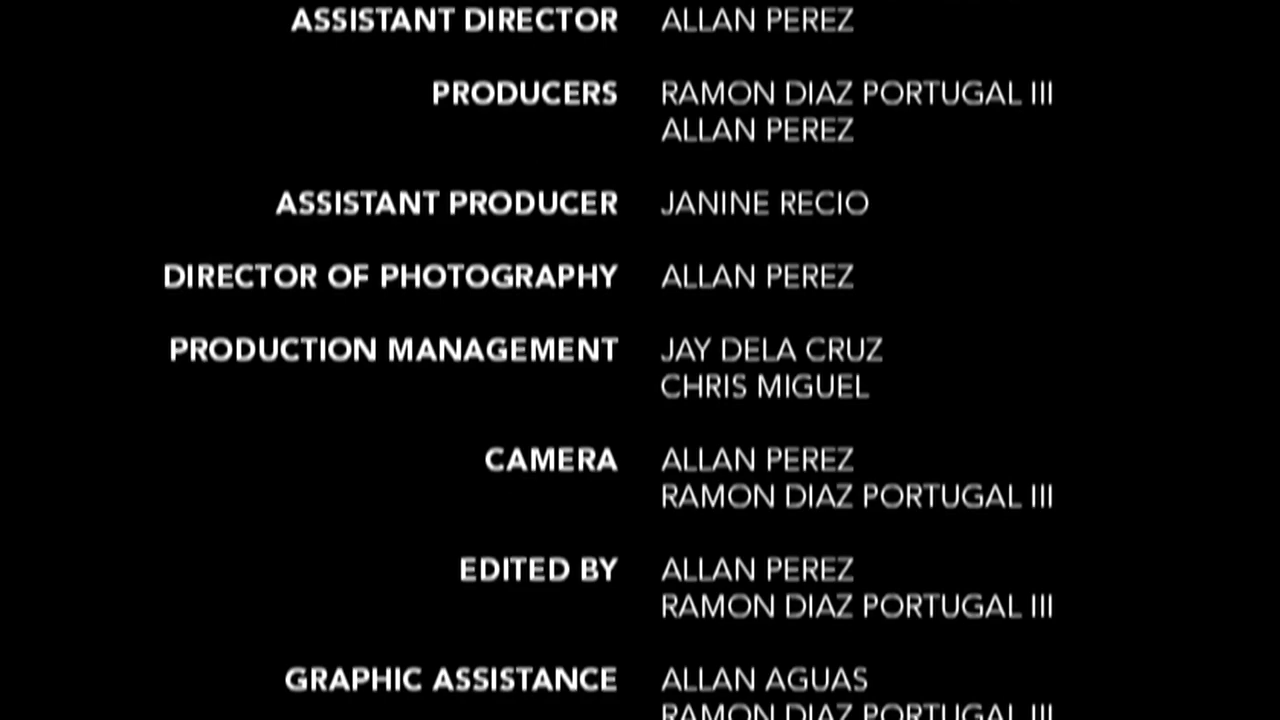 ASSISTANT DIRECTOR ALLAN PEREZ
PRODUCERS RAMON DIAZ PORTUGAL III
ALLAN PEREZ
ASSISTANT PRODUCER JANINE RECIO
DIRECTOR OF PHOTOGRAPHY ALLAN PEREZ
PRODUCTION MANAGEMENT JAY DELA CRUZ
CHRIS MIGUEL
CAMERA ALLAN PEREZ
RAMON DIAZ PORTUGAL III
EDITED BY ALLAN PEREZ
RAMON DIAZ PORTUGAL III
GRAPHIC ASSISTANCE ALLAN AGUAS
RAMON DIAZ PORTUGAL III